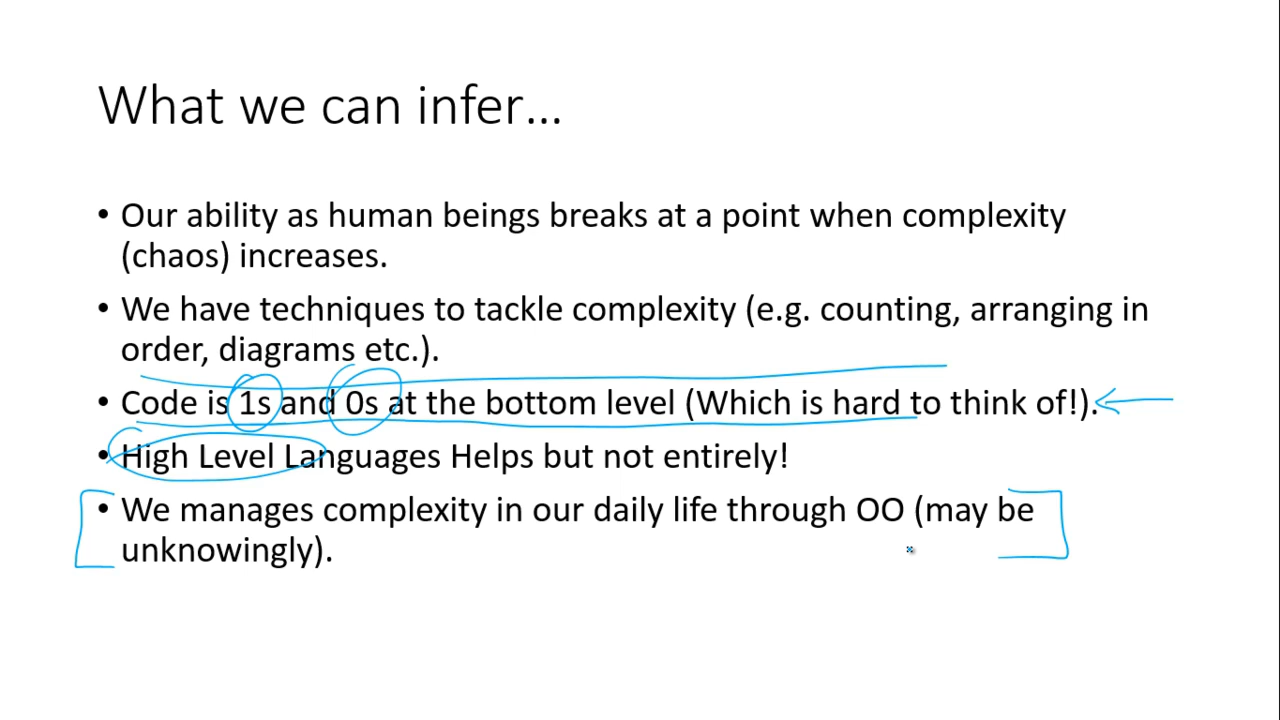 What we can infer...
• Our ability as human beings breaks at a point when complexity
(chaos) increases.
• We have techniques to tackle complexity (e.g. counting, arranging in
order, diagrams etc.).
• Code is 1s and 0s at the bottom level (Which is hard to think of!).
• High Level Languages Helps but not entirely!
• We manages complexity in our daily life through OO (may be
unknowingly).